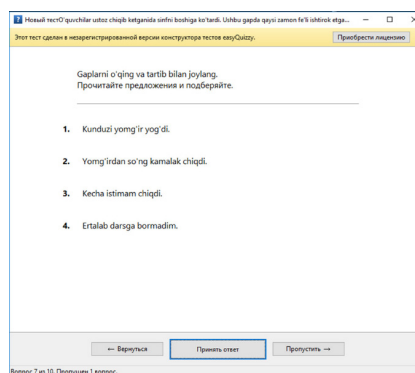 Новый тестO'quvchilar ustoz chiqib ketganida sinfni boshiga ko'tardi. Ushbu gapda qaysi zamon fe'li ishtirok etga...
Этот тест сделан в незарегистрированной версии конструктора тестов easyQuizzy.
Приобрести лицензию
Gaplarni o'qing va tartib bilan joylang.
Прочитайте предложения и подберяйте.
1. Kunduzi yomg'ir yog'di.
2. Yomg'irdan so'ng kamalak chiqdi.
3. Kecha istimam chiqdi.
4. Ertalab darsga bormadim.
← Вернуться Принять ответ Пропустить →
Вопрос 7 из 10. Пропущен 1 вопрос.